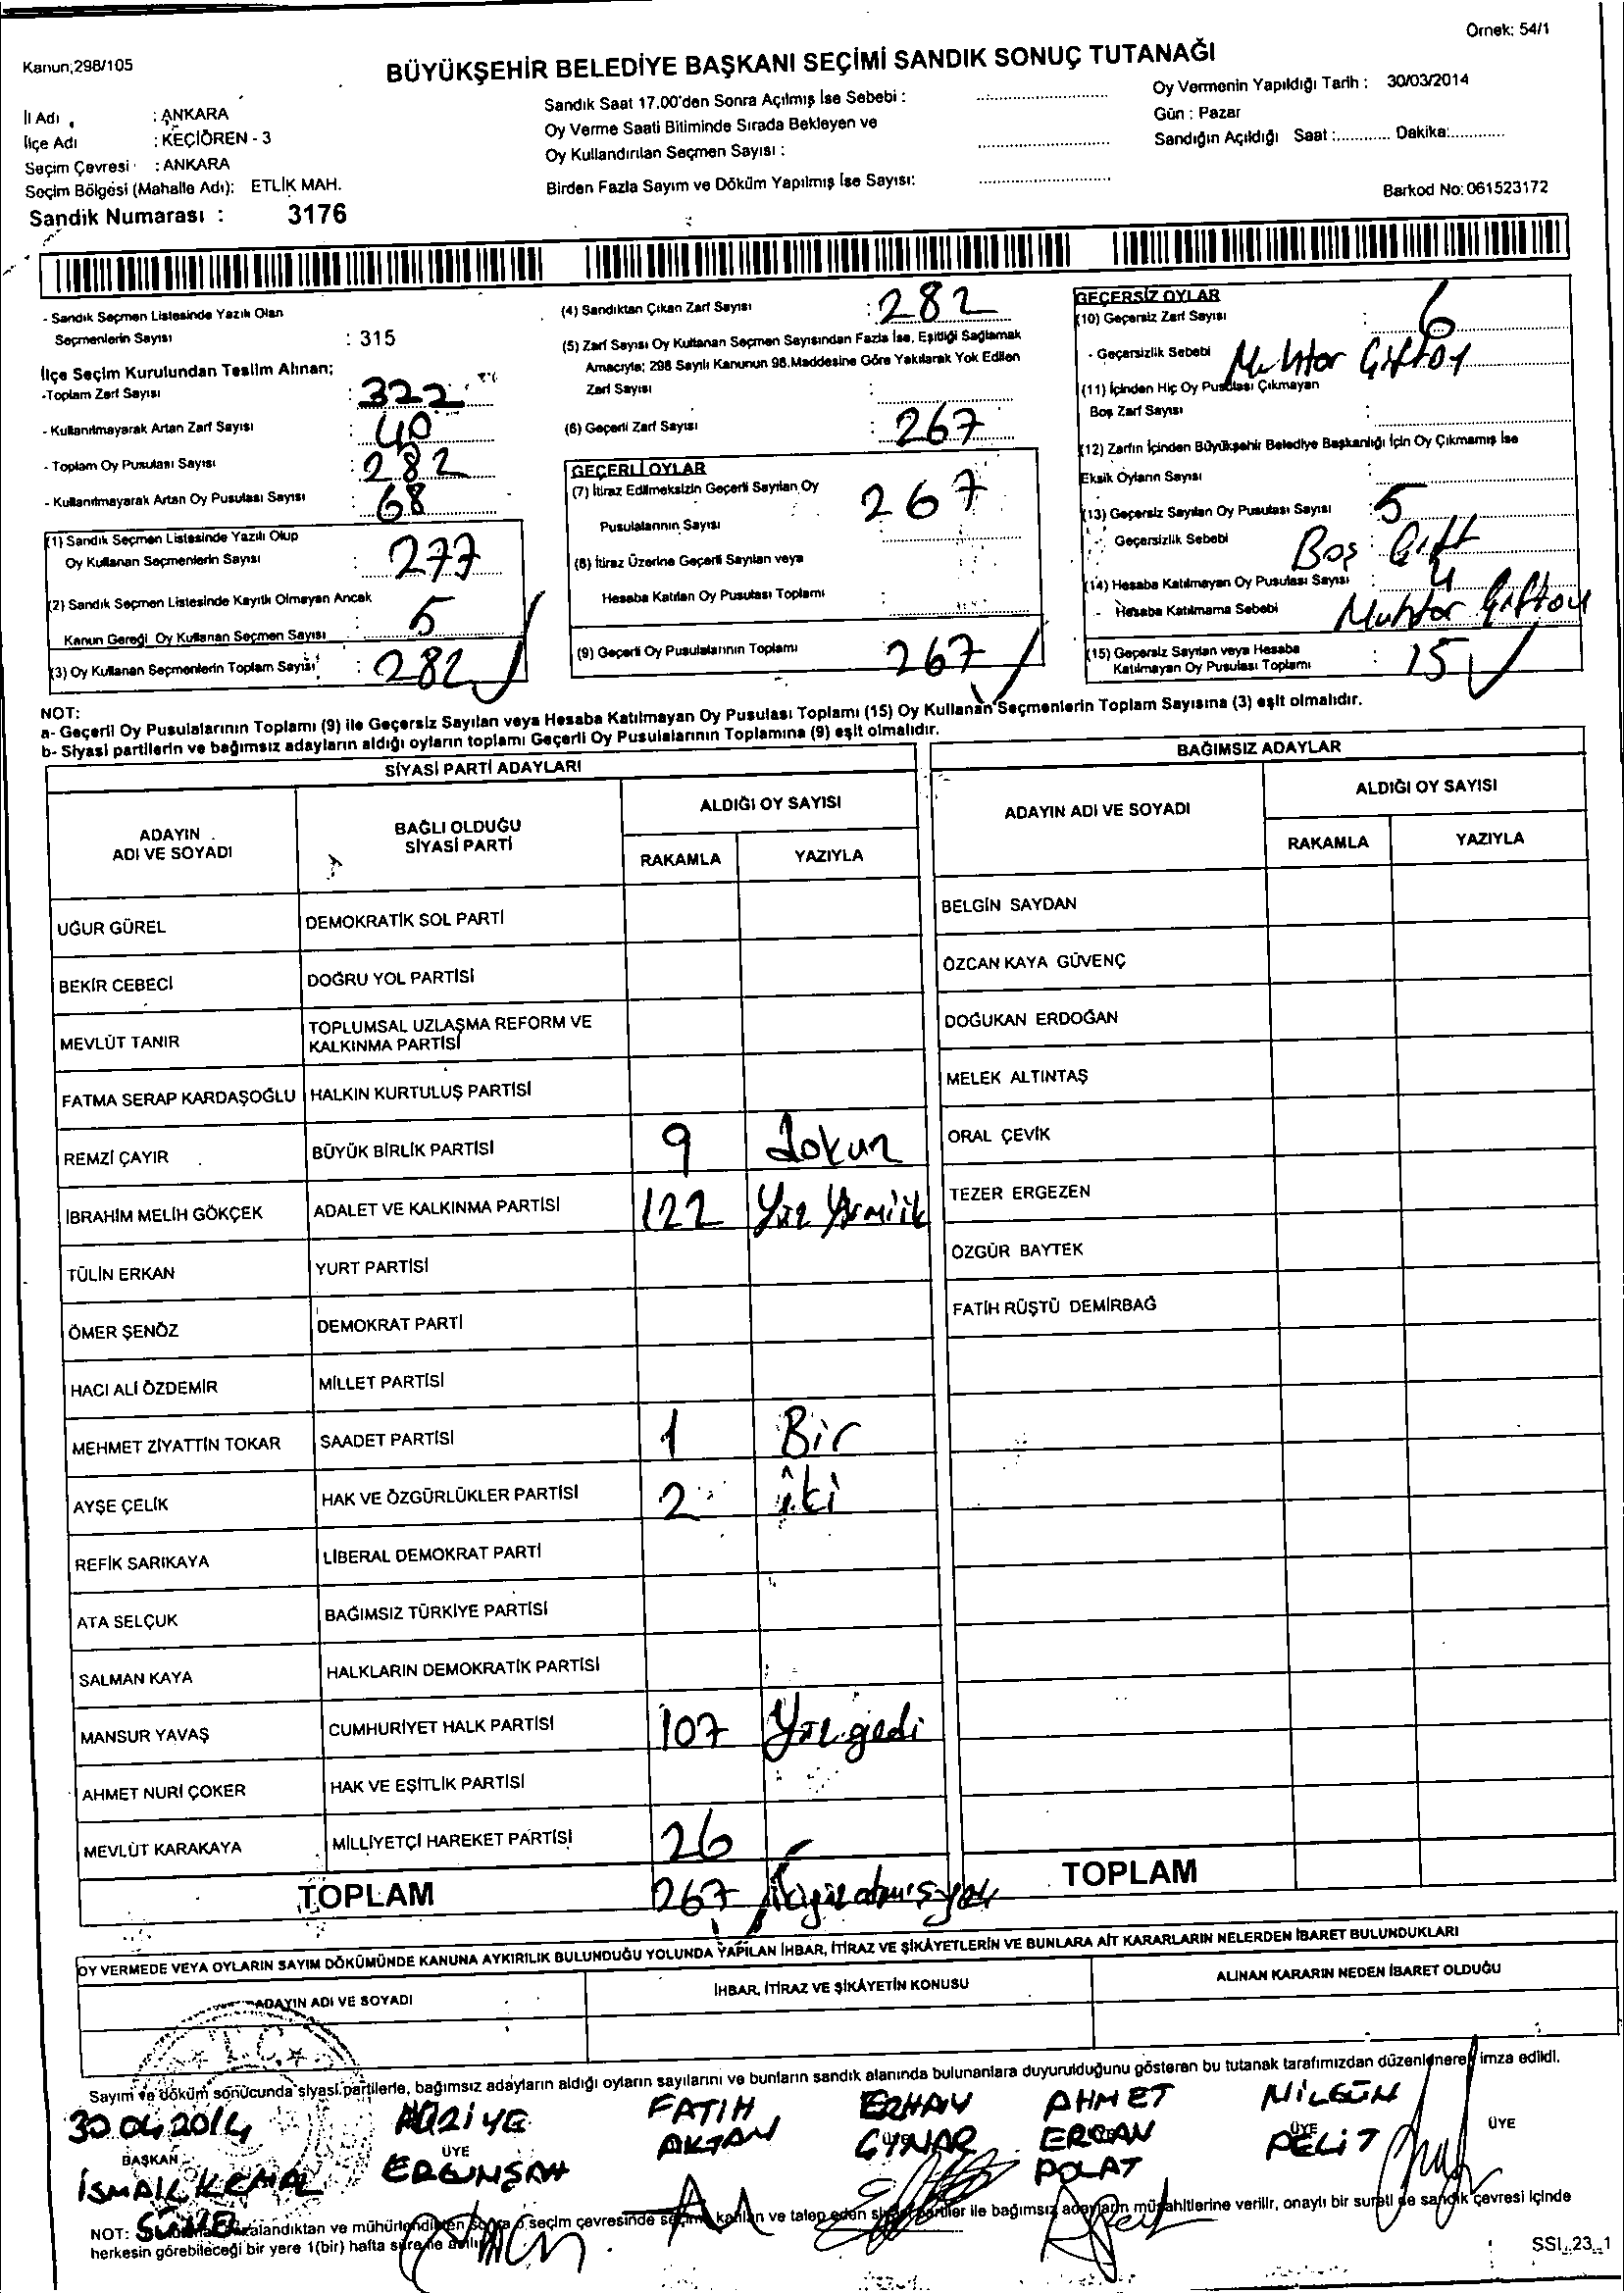 Örnek: 54/1
Kanun;298/105
BÜYÜKŞEHİR BELEDİYE BAŞKANI SEÇİMİ SANDIK SONUÇ TUTANAĞI
İl Adı : ANKARA
İlçe Adı : KEÇİÖREN - 3
Seçim Çevresi : ANKARA
Seçim Bölgesi (Mahalle Adı): ETLİK MAH.
Sandik Numarası : 3176
Sandık Saat 17.00'den Sonra Açılmış İse Sebebi :
Oy Verme Saati Bitiminde Sırada Bekleyen ve
Oy Kullandırılan Seçmen Sayısı :
Birden Fazla Sayım ve Döküm Yapılmış İse Sayısı:
Oy Vermenin Yapıldığı Tarih : 30/03/2014
Gün : Pazar
Sandığın Açıldığı Saat :............ Dakika:............
Barkod No: 061523172
- Sandık Seçmen Listesinde Yazılı Olan
Seçmenlerin Sayısı : 315
İlçe Seçim Kurulundan Teslim Alınan;
-Toplam Zarf Sayısı : 322
- Kullanılmayarak Artan Zarf Sayısı : 40
- Toplam Oy Pusulası Sayısı : 282
- Kullanılmayarak Artan Oy Pusulası Sayısı : 68
(1) Sandık Seçmen Listesinde Yazılı Olup
Oy Kullanan Seçmenlerin Sayısı : 277
(2) Sandık Seçmen Listesinde Kayıtlı Olmayan Ancak
Kanun Gereği Oy Kullanan Seçmen Sayısı : 5
(3) Oy Kullanan Seçmenlerin Toplam Sayısı : 282
(4) Sandıktan Çıkan Zarf Sayısı : 282
(5) Zarf Sayısı Oy Kullanan Seçmen Sayısından Fazla İse, Eşitliği Sağlamak
Amacıyla; 298 Sayılı Kanunun 98.Maddesine Göre Yakılarak Yok Edilen
Zarf Sayısı :
(6) Geçerli Zarf Sayısı : 267
GEÇERLİ OYLAR
(7) İtiraz Edilmeksizin Geçerli Sayılan Oy
Pusulalarının Sayısı : 267
(8) İtiraz Üzerine Geçerli Sayılan veya
Hesaba Katılan Oy Pusulası Toplamı :
(9) Geçerli Oy Pusulalarının Toplamı : 267
GEÇERSİZ OYLAR
(10) Geçersiz Zarf Sayısı : 6
- Geçersizlik Sebebi Muhtar Çiftoy
(11) İçinden Hiç Oy Pusulası Çıkmayan
Boş Zarf Sayısı :
(12) Zarfın İçinden Büyükşehir Belediye Başkanlığı İçin Oy Çıkmamış İse
Eksik Oyların Sayısı :
(13) Geçersiz Sayılan Oy Pusulası Sayısı : 5
- Geçersizlik Sebebi Boş Çift
(14) Hesaba Katılmayan Oy Pusulası Sayısı : 4
- Hesaba Katılmama Sebebi Muhtar Çiftoy
(15) Geçersiz Sayılan veya Hesaba
Katılmayan Oy Pusulası Toplamı : 15
NOT:
a- Geçerli Oy Pusulalarının Toplamı (9) ile Geçersiz Sayılan veya Hesaba Katılmayan Oy Pusulası Toplamı (15) Oy Kullanan Seçmenlerin Toplam Sayısına (3) eşit olmalıdır.
b- Siyasi partilerin ve bağımsız adayların aldığı oyların toplamı Geçerli Oy Pusulalarının Toplamına (9) eşit olmalıdır.
SİYASİ PARTİ ADAYLARI
ADAYIN
ADI VE SOYADI
BAĞLI OLDUĞU
SİYASİ PARTİ
ALDIĞI OY SAYISI
RAKAMLA YAZIYLA
UĞUR GÜREL DEMOKRATİK SOL PARTİ
BEKİR CEBECİ DOĞRU YOL PARTİSİ
MEVLÜT TANIR TOPLUMSAL UZLAŞMA REFORM VE
KALKINMA PARTİSİ
FATMA SERAP KARDAŞOĞLU HALKIN KURTULUŞ PARTİSİ
REMZİ ÇAYIR BÜYÜK BİRLİK PARTİSİ 9 dokuz
İBRAHİM MELİH GÖKÇEK ADALET VE KALKINMA PARTİSİ 122 Yüz Yirmiik
TÜLİN ERKAN YURT PARTİSİ
ÖMER ŞENÖZ DEMOKRAT PARTİ
HACI ALİ ÖZDEMİR MİLLET PARTİSİ
MEHMET ZİYATTİN TOKAR SAADET PARTİSİ 1 Bir
AYŞE ÇELİK HAK VE ÖZGÜRLÜKLER PARTİSİ 2 iki
REFİK SARIKAYA LİBERAL DEMOKRAT PARTİ
ATA SELÇUK BAĞIMSIZ TÜRKİYE PARTİSİ
SALMAN KAYA HALKLARIN DEMOKRATİK PARTİSİ
MANSUR YAVAŞ CUMHURİYET HALK PARTİSİ 107 Yüz yedi
AHMET NURİ ÇOKER HAK VE EŞİTLİK PARTİSİ
MEVLÜT KARAKAYA MİLLİYETÇİ HAREKET PARTİSİ 26
TOPLAM 267
BAĞIMSIZ ADAYLAR
ADAYIN ADI VE SOYADI
ALDIĞI OY SAYISI
RAKAMLA YAZIYLA
BELGİN SAYDAN
ÖZCAN KAYA GÜVENÇ
DOĞUKAN ERDOĞAN
MELEK ALTINTAŞ
ORAL ÇEVİK
TEZER ERGEZEN
ÖZGÜR BAYTEK
FATİH RÜŞTÜ DEMİRBAĞ
TOPLAM
OY VERMEDE VEYA OYLARIN SAYIM DÖKÜMÜNDE KANUNA AYKIRILIK BULUNDUĞU YOLUNDA YAPILAN İHBAR, İTİRAZ VE ŞİKÂYETLERİN VE BUNLARA AİT KARARLARIN NELERDEN İBARET BULUNDUKLARI
ADAYIN ADI VE SOYADI
İHBAR, İTİRAZ VE ŞİKÂYETİN KONUSU
ALINAN KARARIN NEDEN İBARET OLDUĞU
T.C.
Sayım ve döküm sonucunda siyasi partilerle, bağımsız adayların aldığı oyların sayılarını ve bunların sandık alanında bulunanlara duyurulduğunu gösteren bu tutanak tarafımızdan düzenlenerek imza edildi.
30.04.2014 FATİH ERHAN AHMET NİLGÜN
AKTAN ÇYNAR ERCAN PELİT
POLAT
BAŞKAN ÜYE ÜYE ÜYE ÜYE
İSMAİL KEMAL
NOT: seçim çevresinde ve talep eden ile bağımsız adayların müşahitlerine verilir, onaylı bir sureti de sandık çevresi içinde
herkesin görebileceği bir yere 1(bir) hafta süre ile asılır.
SSI_23_1